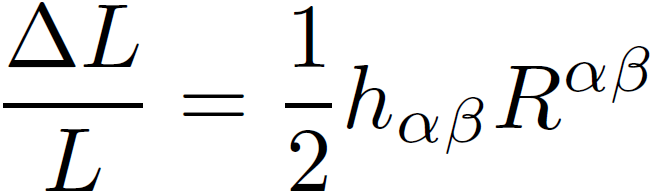 ΔL/L = 1/2 h_{αβ} R^{αβ}